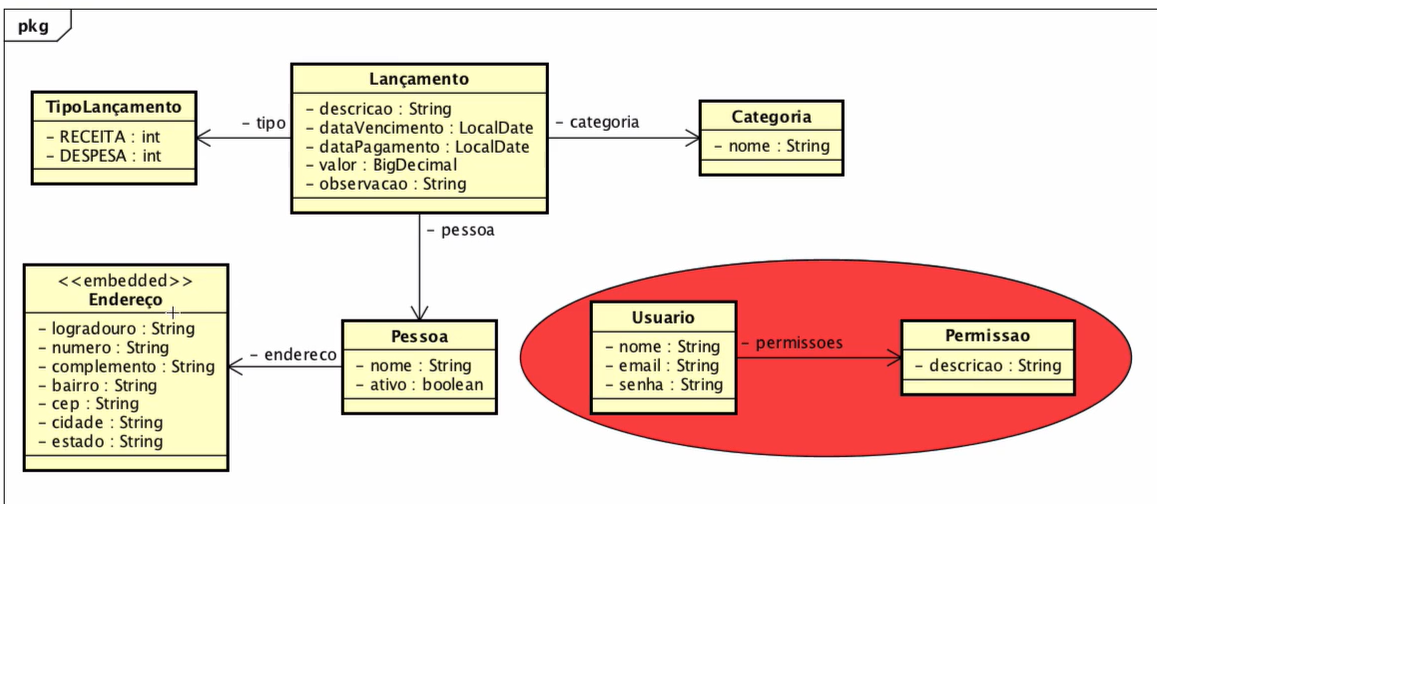 pkg
TipoLançamento
– RECEITA : int
– DESPESA : int
– tipo
Lançamento
– descricao : String
– dataVencimento : LocalDate
– dataPagamento : LocalDate
– valor : BigDecimal
– observacao : String
– categoria
Categoria
– nome : String
– pessoa
<<embedded>>
Endereço
– logradouro : String
– numero : String
– complemento : String
– bairro : String
– cep : String
– cidade : String
– estado : String
– endereco
Pessoa
– nome : String
– ativo : boolean
Usuario
– nome : String
– email : String
– senha : String
– permissoes
Permissao
– descricao : String